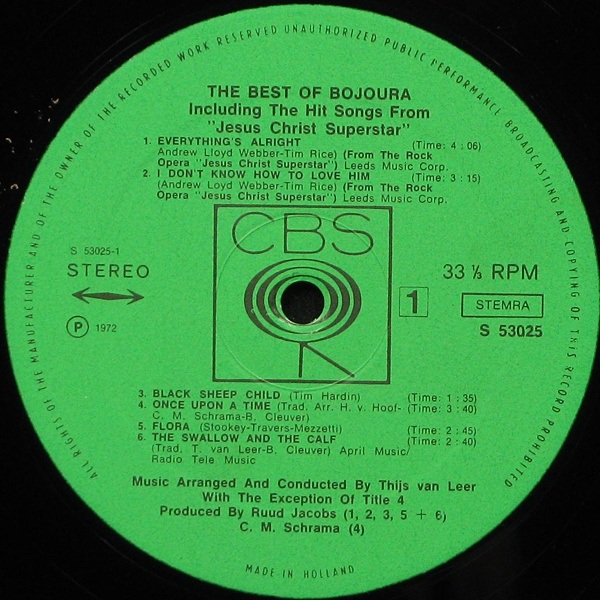 ALL RIGHTS OF THE MANUFACTURER AND OF THE OWNER OF THE RECORDED WORK RESERVED UNAUTHORIZED PUBLIC PERFORMANCE BROADCASTING AND COPYING OF THIS RECORD PROHIBITED
THE BEST OF BOJOURA
Including The Hit Songs From
"Jesus Christ Superstar"
1. EVERYTHING'S ALRIGHT (Time: 4 : 06)
Andrew Lloyd Webber-Tim Rice) (From The Rock
Opera "Jesus Christ Superstar") Leeds Music Corp.
2. I DON'T KNOW HOW TO LOVE HIM (Time: 3 : 15)
(Andrew Lloyd Webber-Tim Rice) (From The Rock
Opera "Jesus Christ Superstar") Leeds Music Corp.
CBS
S 53025-1
STEREO
P 1972
33 ⅓ RPM
1
STEMRA
S 53025
3. BLACK SHEEP CHILD (Tim Hardin) (Time: 1 : 35)
4. ONCE UPON A TIME (Trad. Arr. H. v. Hoof- (Time: 3 : 40)
C. M. Schrama-B. Cleuver)
5. FLORA (Stookey-Travers-Mezzetti) (Time: 2 : 45)
6. THE SWALLOW AND THE CALF (Time: 2 : 40)
(Trad. T. van Leer-B. Cleuver) April Music/
Radio Tele Music
Music Arranged And Conducted By Thijs van Leer
With The Exception Of Title 4
Produced By Ruud Jacobs (1, 2, 3, 5 + 6)
C. M. Schrama (4)
MADE IN HOLLAND